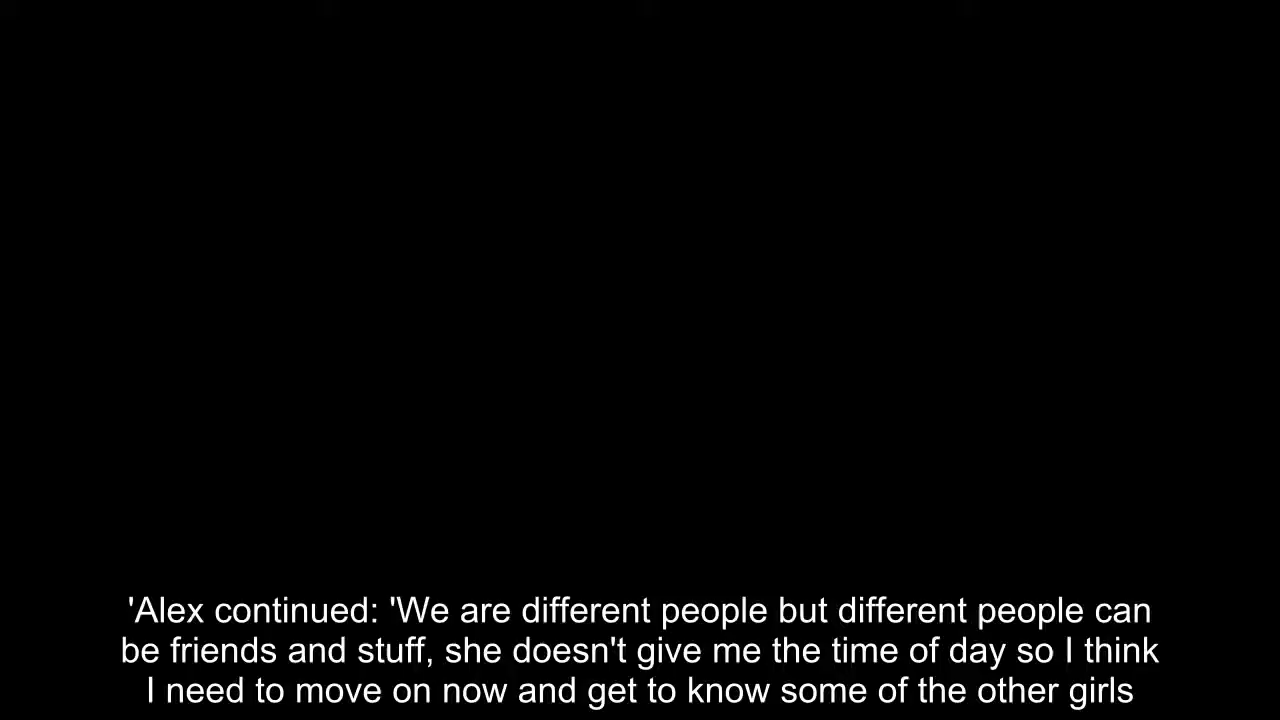 'Alex continued: 'We are different people but different people can
be friends and stuff, she doesn't give me the time of day so I think
I need to move on now and get to know some of the other girls